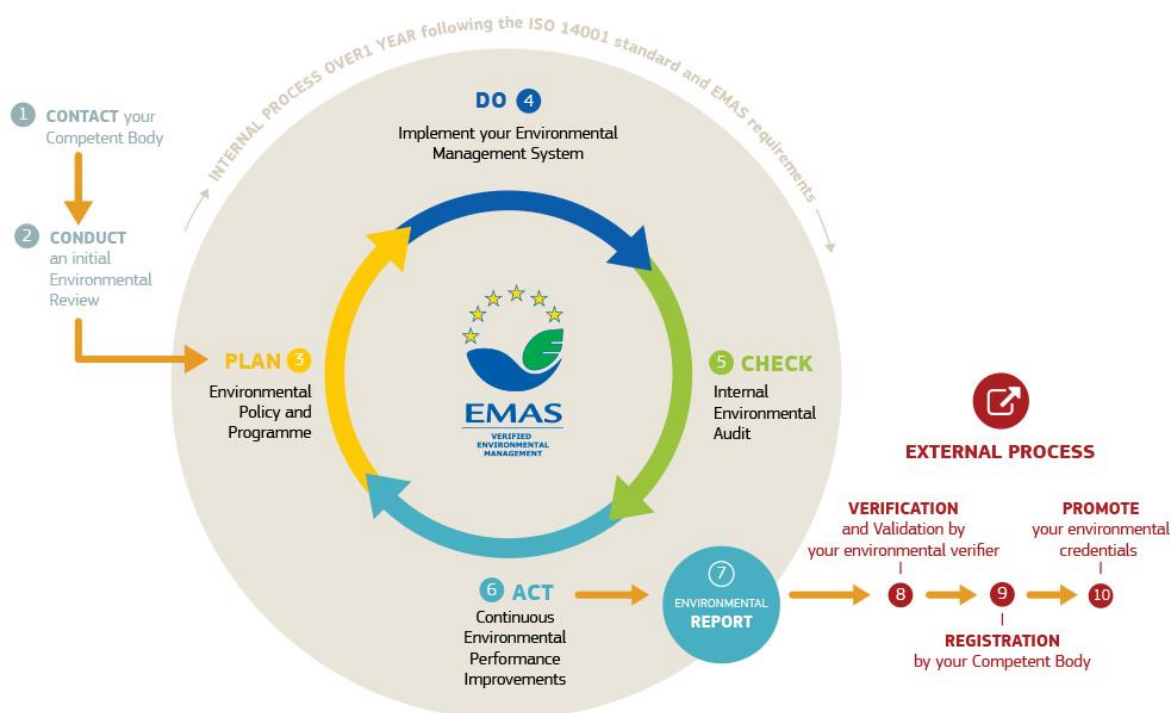 INTERNAL PROCESS OVER1 YEAR following the ISO 14001 standard and EMAS requirements
1 CONTACT your
Competent Body
2 CONDUCT
an initial
Environmental
Review
PLAN 3
Environmental
Policy and
Programme
DO 4
Implement your Environmental
Management System
5 CHECK
Internal
Environmental
Audit
EMAS
VERIFIED
ENVIRONMENTAL
MANAGEMENT
6 ACT
Continuous
Environmental
Performance
Improvements
7
ENVIRONMENTAL
REPORT
EXTERNAL PROCESS
VERIFICATION
and Validation by
your environmental verifier
8
9
REGISTRATION
by your Competent Body
PROMOTE
your environmental
credentials
10